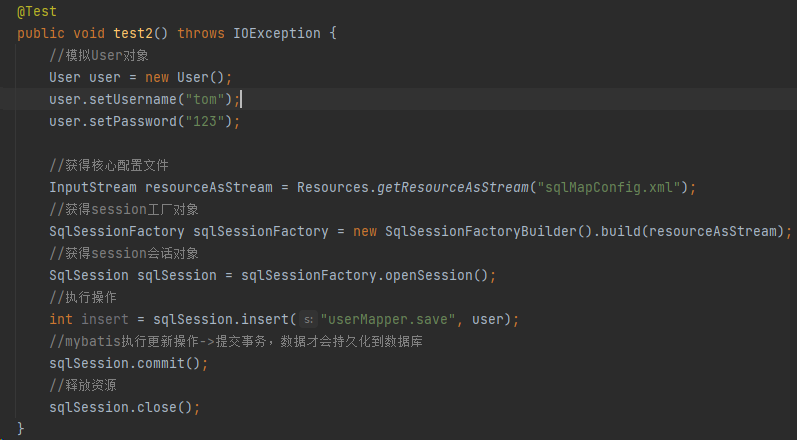 @Test
public void test2() throws IOException {
//模拟User对象
User user = new User();
user.setUsername("tom");
user.setPassword("123");
//获得核心配置文件
InputStream resourceAsStream = Resources.getResourceAsStream("sqlMapConfig.xml");
//获得session工厂对象
SqlSessionFactory sqlSessionFactory = new SqlSessionFactoryBuilder().build(resourceAsStream);
//获得session会话对象
SqlSession sqlSession = sqlSessionFactory.openSession();
//执行操作
int insert = sqlSession.insert( s: "userMapper.save", user);
//mybatis执行更新操作->提交事务，数据才会持久化到数据库
sqlSession.commit();
//释放资源
sqlSession.close();
}